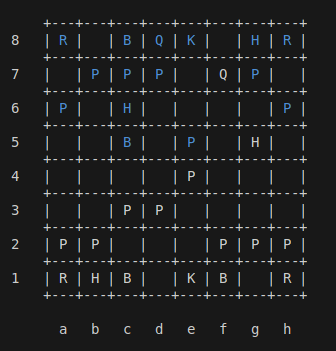 +---+---+---+---+---+---+---+---+
8 | R |   | B | Q | K |   | H | R |
+---+---+---+---+---+---+---+---+
7 |   | P | P | P |   | Q | P |   |
+---+---+---+---+---+---+---+---+
6 | P |   | H |   |   |   |   | P |
+---+---+---+---+---+---+---+---+
5 |   |   | B |   | P |   | H |   |
+---+---+---+---+---+---+---+---+
4 |   |   |   |   | P |   |   |   |
+---+---+---+---+---+---+---+---+
3 |   |   | P | P |   |   |   |   |
+---+---+---+---+---+---+---+---+
2 | P | P |   |   |   | P | P | P |
+---+---+---+---+---+---+---+---+
1 | R | H | B |   | K | B |   | R |
+---+---+---+---+---+---+---+---+
a b c d e f g h